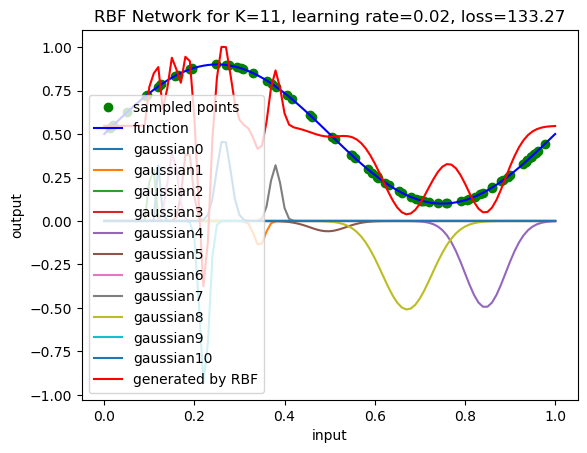 RBF Network for K=11, learning rate=0.02, loss=133.27
output
1.00
0.75
0.50
0.25
0.00
−0.25
−0.50
−0.75
−1.00
sampled points
function
gaussian0
gaussian1
gaussian2
gaussian3
gaussian4
gaussian5
gaussian6
gaussian7
gaussian8
gaussian9
gaussian10
generated by RBF
0.0 0.2 0.4 0.6 0.8 1.0
input